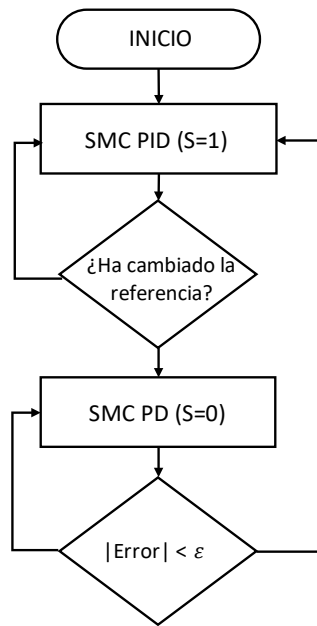 INICIO
SMC PID (S=1)
¿Ha cambiado la
referencia?
SMC PD (S=0)
|Error| < ε